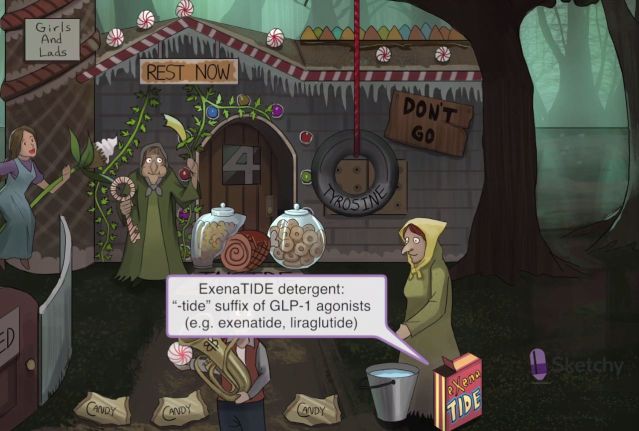 Girls
And
Lads
REST NOW
DON'T
GO
4
TYROSINE
ExenaTIDE detergent:
"-tide" suffix of GLP-1 agonists
(e.g. exenatide, liraglutide)
Sketchy
eXena
TIDE
CANDY
CANDY
CANDY